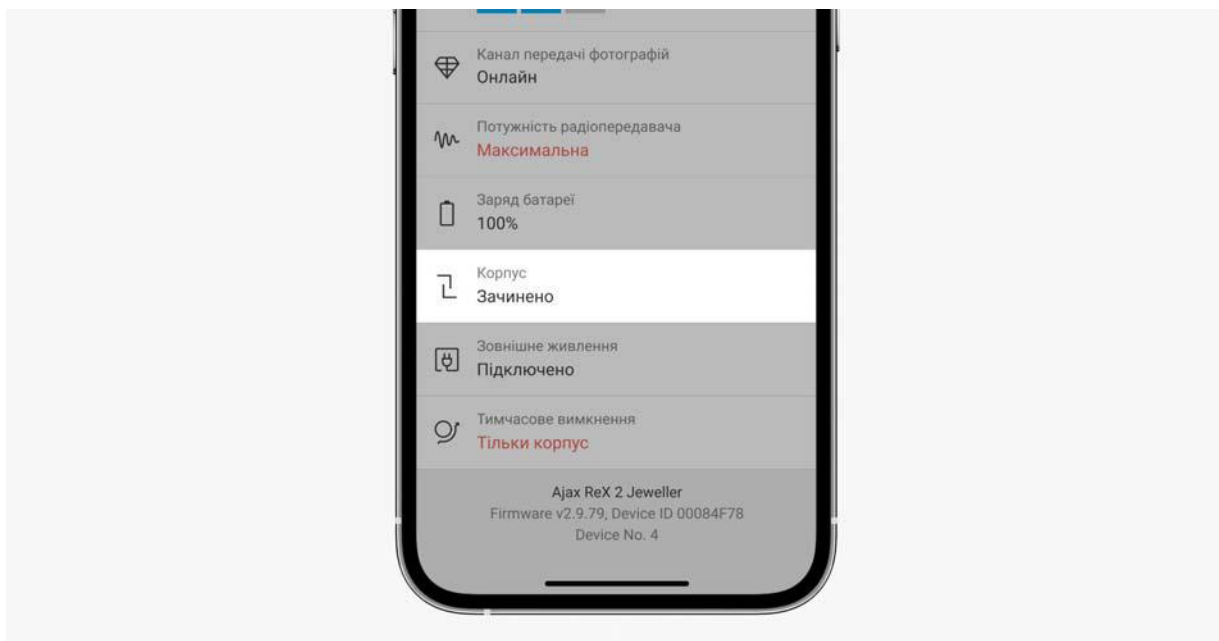 Канал передачі фотографій
Онлайн
Потужність радіопередавача
Максимальна
Заряд батареї
100%
Корпус
Зачинено
Зовнішнє живлення
Підключено
Тимчасове вимкнення
Тільки корпус
Ajax ReX 2 Jeweller
Firmware v2.9.79, Device ID 00084F78
Device No. 4